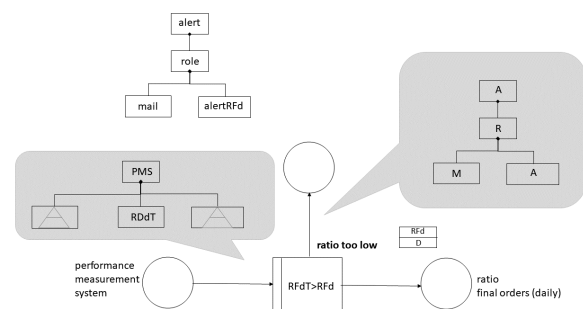 alert
role
mail
alertRFd
A
R
M
A
PMS
RDdT
ratio too low
RFd
D
performance
measurement
system
RFdT>RFd
ratio
final orders (daily)